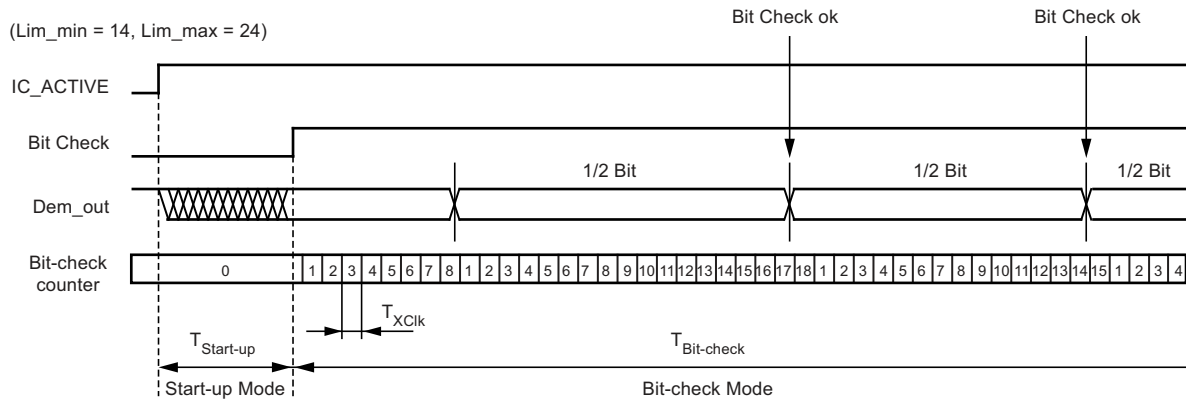 Bit Check ok Bit Check ok
(Lim_min = 14, Lim_max = 24)
IC_ACTIVE
Bit Check
1/2 Bit 1/2 Bit 1/2 Bit
Dem_out
Bit-check
counter
0 1 2 3 4 5 6 7 8 1 2 3 4 5 6 7 8 9 10 11 12 13 14 15 16 17 18 1 2 3 4 5 6 7 8 9 10 11 12 13 14 15 1 2 3 4
TXClk
TStart-up TBit-check
Start-up Mode Bit-check Mode